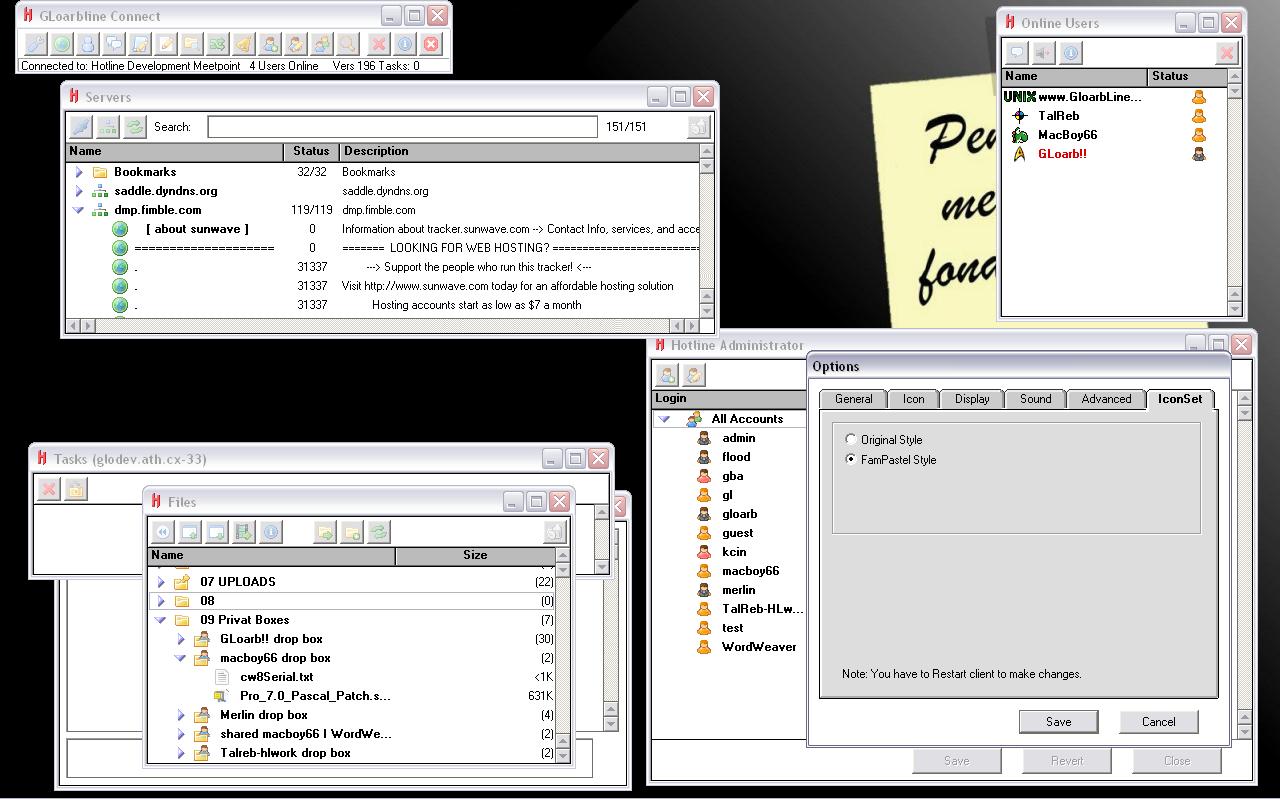 GLoarbline Connect
Connected to: Hotline Development Meetpoint 4 Users Online Vers 196 Tasks: 0
Servers
Search: 151/151
Name Status Description
Bookmarks 32/32 Bookmarks
saddle.dyndns.org saddle.dyndns.org
dmp.fimble.com 119/119 dmp.fimble.com
[ about sunwave ] 0 Information about tracker.sunwave.com --> Contact Info, services, and acce
==================== 0 ======= LOOKING FOR WEB HOSTING? ========================
. 31337 ---> Support the people who run this tracker! <---
. 31337 Visit http://www.sunwave.com today for an affordable hosting solution
. 31337 Hosting accounts start as low as $7 a month
Online Users
Name Status
UNIX www.GloarbLine...
TalReb
MacBoy66
GLoarb!!
Pe
me
fon
Tasks (glodev.ath.cx-33)
Files
Name Size
07 UPLOADS (22)
08 (0)
09 Privat Boxes (7)
GLoarb!! drop box (30)
macboy66 drop box (2)
cw8Serial.txt <1K
Pro_7.0_Pascal_Patch.s... 631K
Merlin drop box (4)
shared macboy66 | WordWe... (2)
Talreb-hlwork drop box (2)
Hotline Administrator
Login
All Accounts
admin
flood
gba
gl
gloarb
guest
kcin
macboy66
merlin
TalReb-HLw...
test
WordWeaver
Save Revert Close
Options
General Icon Display Sound Advanced IconSet
Original Style
FamPastel Style
Note: You have to Restart client to make changes.
Save Cancel